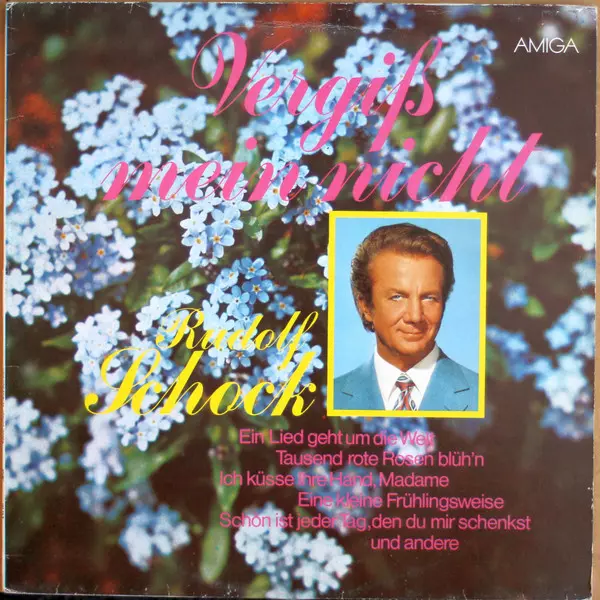 AMIGA
Vergiß
mein nicht
Rudolf
Schock
Ein Lied geht um die Welt
Tausend rote Rosen blüh'n
Ich küsse Ihre Hand, Madame
Eine kleine Frühlingsweise
Schön ist jeder Tag, den du mir schenkst
und andere